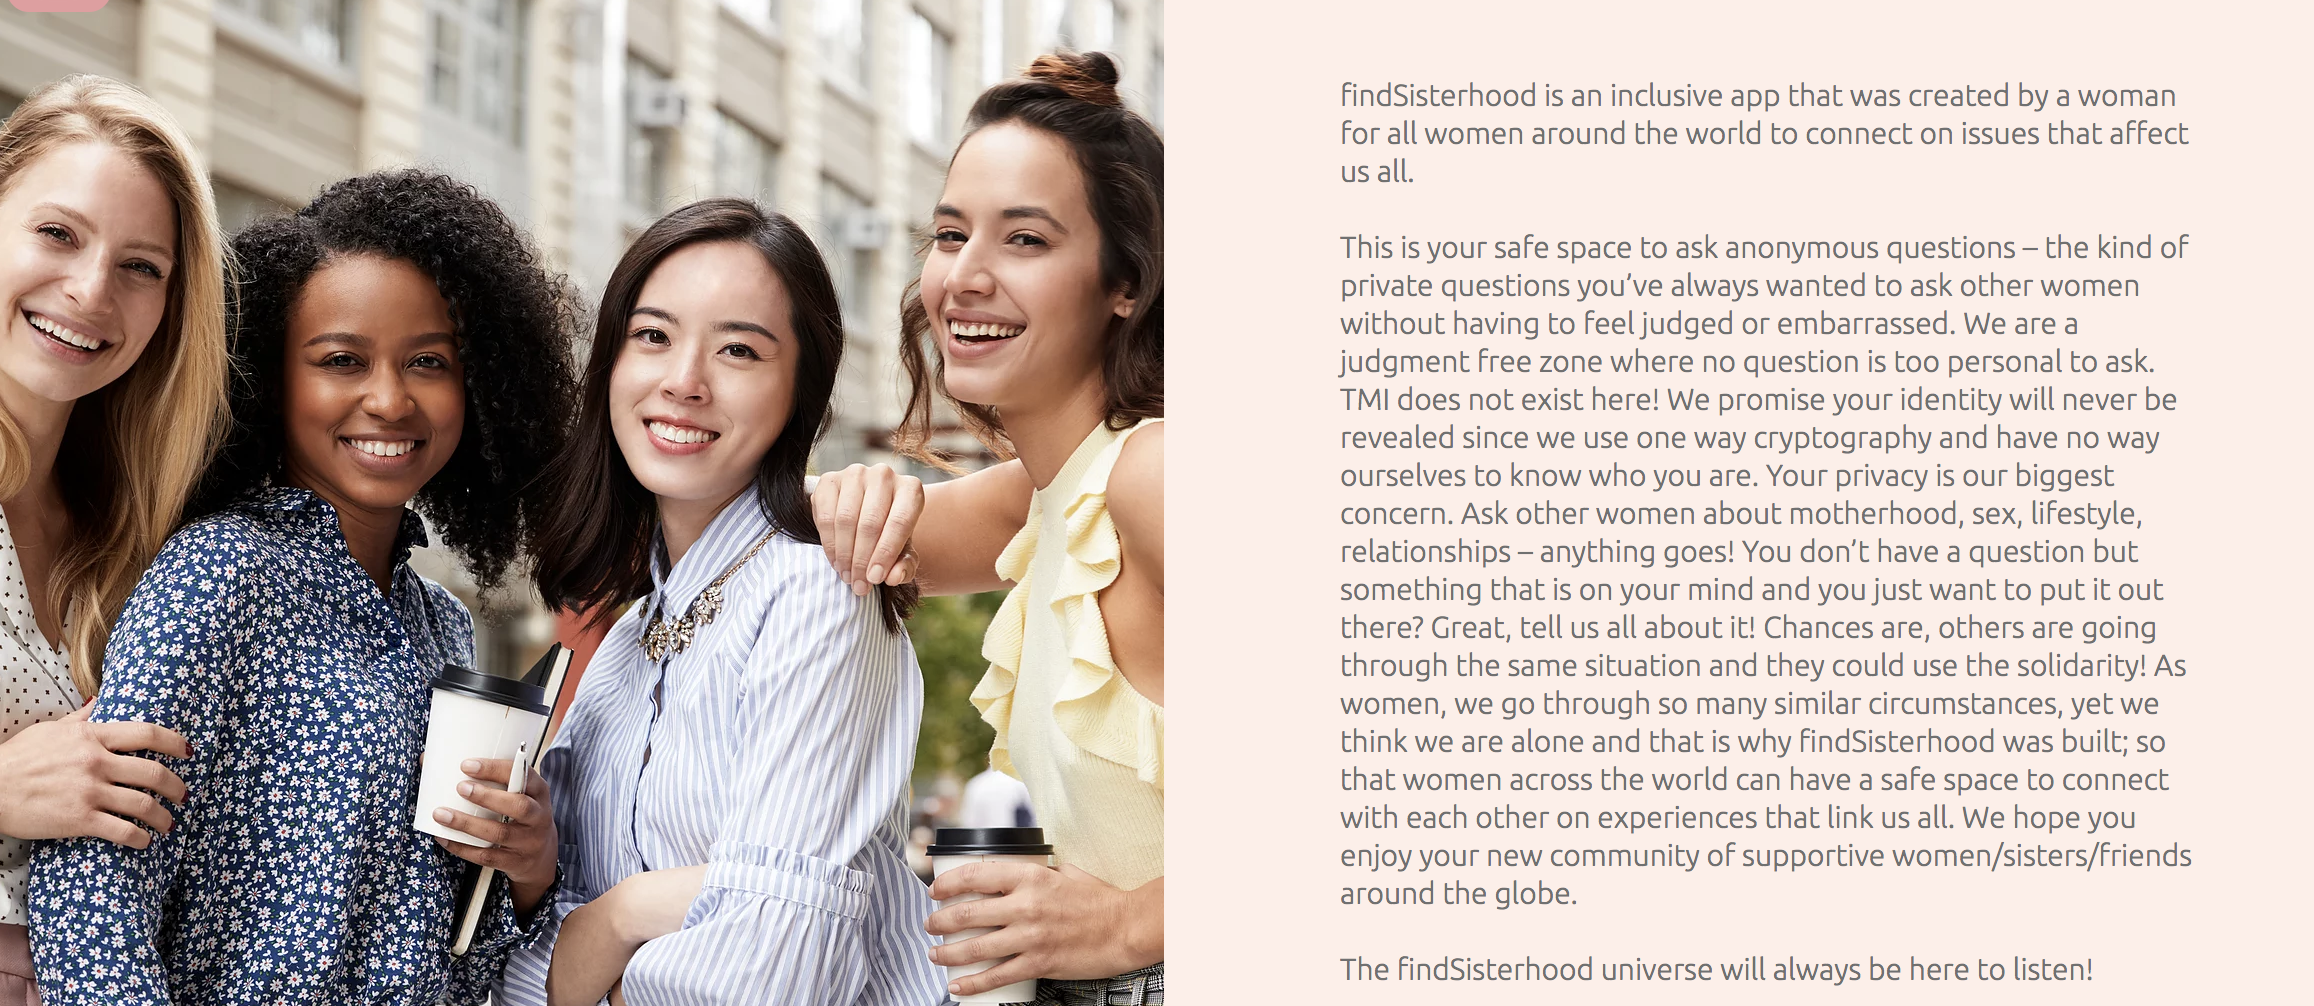 findSisterhood is an inclusive app that was created by a woman
for all women around the world to connect on issues that affect
us all.
This is your safe space to ask anonymous questions – the kind of
private questions you’ve always wanted to ask other women
without having to feel judged or embarrassed. We are a
judgment free zone where no question is too personal to ask.
TMI does not exist here! We promise your identity will never be
revealed since we use one way cryptography and have no way
ourselves to know who you are. Your privacy is our biggest
concern. Ask other women about motherhood, sex, lifestyle,
relationships – anything goes! You don’t have a question but
something that is on your mind and you just want to put it out
there? Great, tell us all about it! Chances are, others are going
through the same situation and they could use the solidarity! As
women, we go through so many similar circumstances, yet we
think we are alone and that is why findSisterhood was built; so
that women across the world can have a safe space to connect
with each other on experiences that link us all. We hope you
enjoy your new community of supportive women/sisters/friends
around the globe.
The findSisterhood universe will always be here to listen!